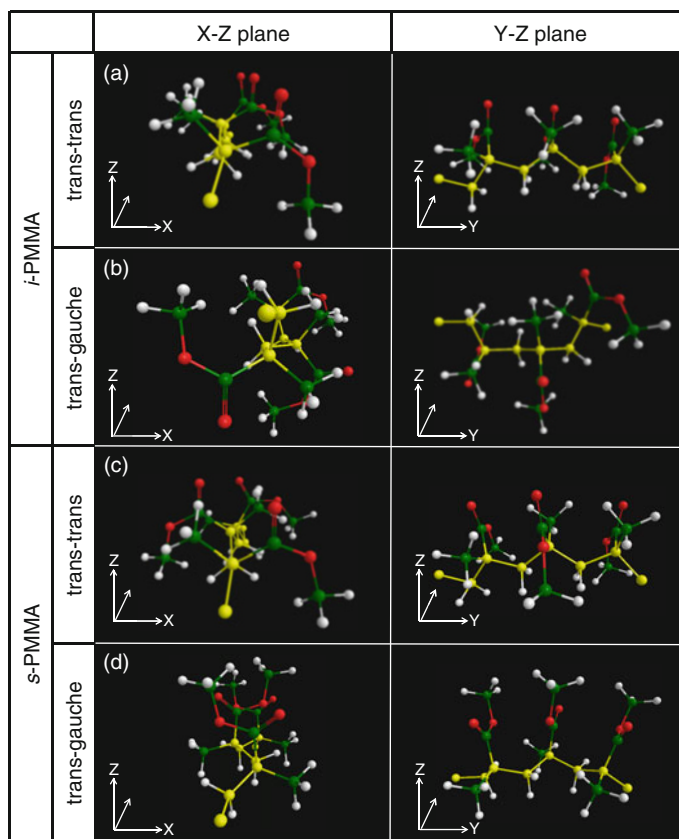 X-Z plane
Y-Z plane
i-PMMA
trans-trans
(a)
Z
X
Z
Y
trans-gauche
(b)
Z
X
Z
Y
s-PMMA
trans-trans
(c)
Z
X
Z
Y
trans-gauche
(d)
Z
X
Z
Y